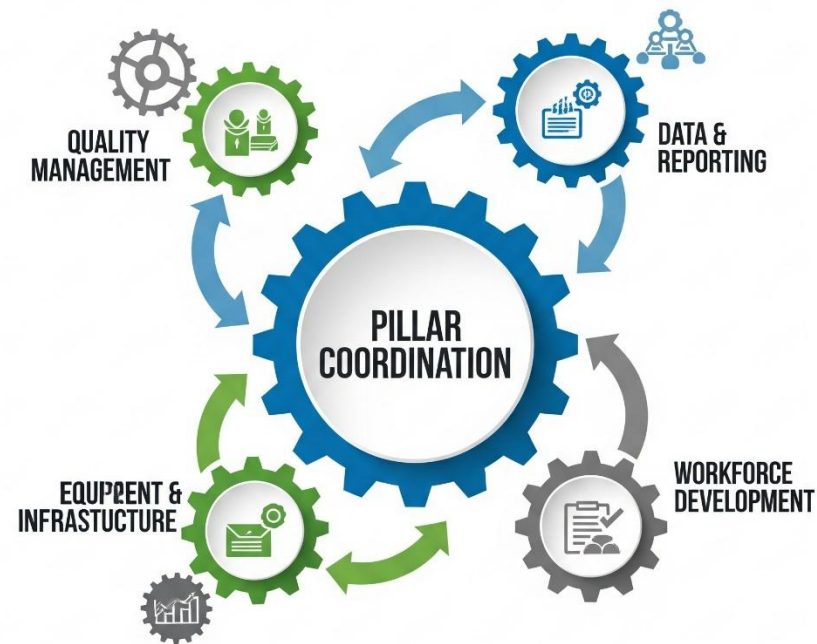 QUALITY
MANAGEMENT
DATA &
REPORTING
PILLAR
COORDINATION
&
INFRASTUCTURE
WORKFORCE
DEVELOPMENT